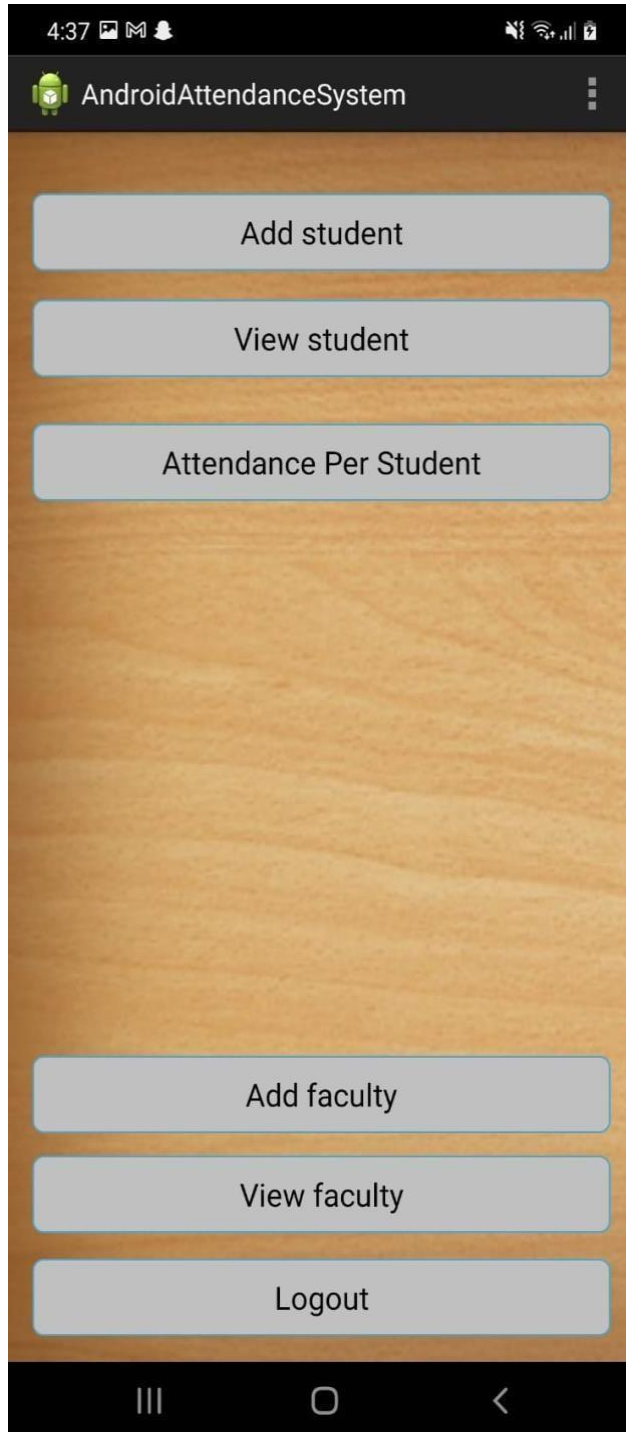 4:37
AndroidAttendanceSystem
Add student
View student
Attendance Per Student
Add faculty
View faculty
Logout